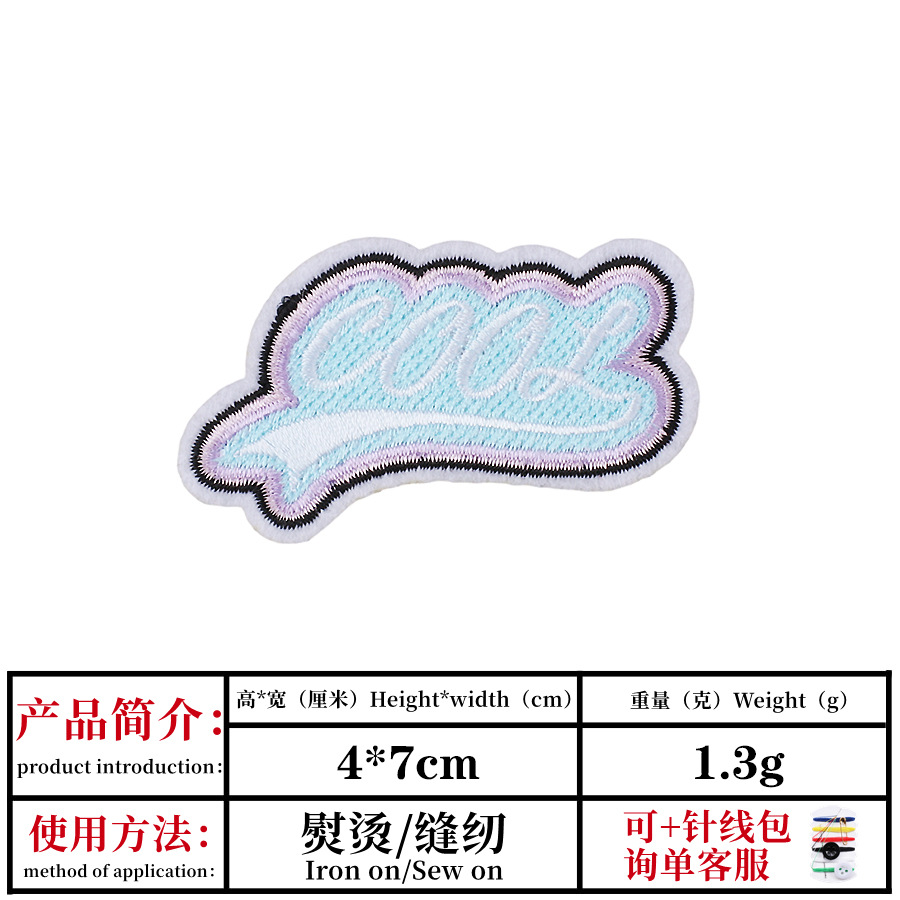 COOL
产品简介：
product introduction：
高*宽（厘米）Height*width（cm）
重量（克）Weight（g）
4*7cm
1.3g
使用方法：
method of application：
熨烫/缝纫
Iron on/Sew on
可+针线包
询单客服